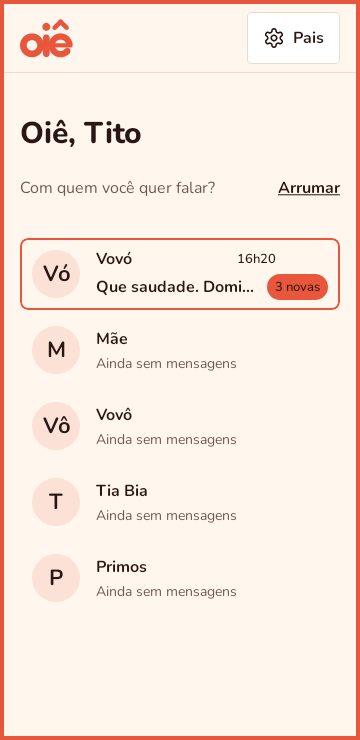 oiê
Pais
Oiê, Tito
Com quem você quer falar?
Arrumar
Vó
Vovó
16h20
Que saudade. Domi...
3 novas
M
Mãe
Ainda sem mensagens
Vô
Vovô
Ainda sem mensagens
T
Tia Bia
Ainda sem mensagens
P
Primos
Ainda sem mensagens